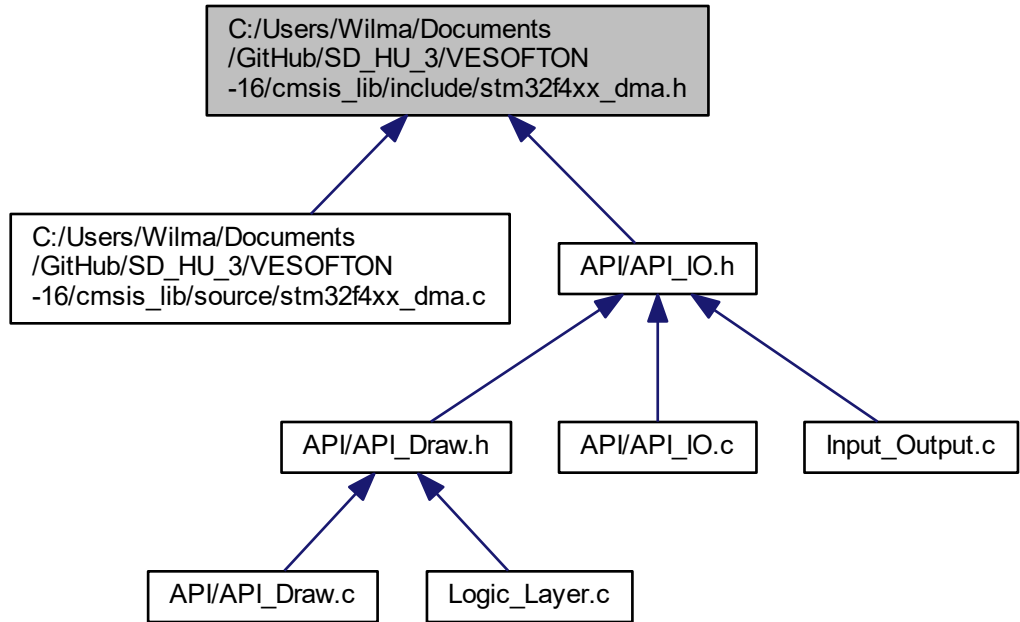 C:/Users/Wilma/Documents
/GitHub/SD_HU_3/VESOFTON
-16/cmsis_lib/include/stm32f4xx_dma.h
C:/Users/Wilma/Documents
/GitHub/SD_HU_3/VESOFTON
-16/cmsis_lib/source/stm32f4xx_dma.c
API/API_IO.h
API/API_Draw.h
API/API_IO.c
Input_Output.c
API/API_Draw.c
Logic_Layer.c